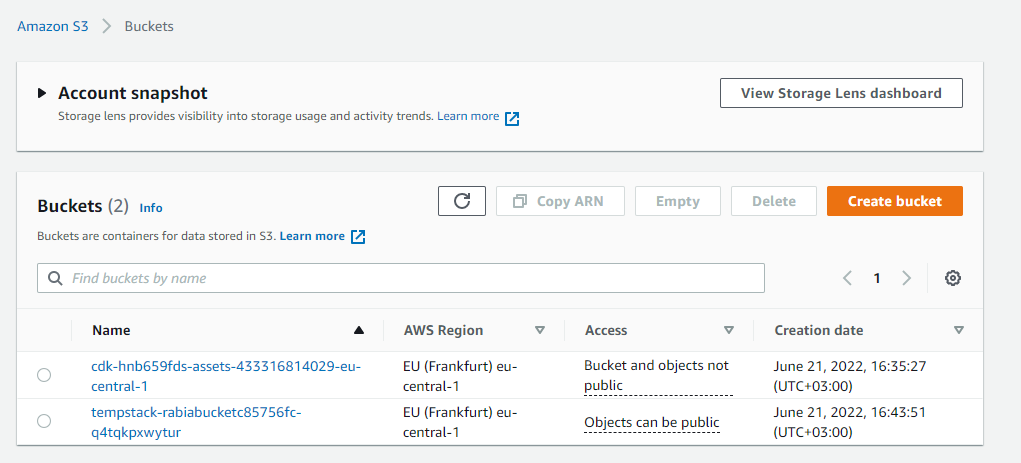 Amazon S3 > Buckets
Account snapshot
View Storage Lens dashboard
Storage lens provides visibility into storage usage and activity trends. Learn more
Buckets (2) Info
Copy ARN
Empty
Delete
Create bucket
Buckets are containers for data stored in S3. Learn more
Find buckets by name
1
Name
AWS Region
Access
Creation date
cdk-hnb659fds-assets-433316814029-eu-
central-1
EU (Frankfurt) eu-
central-1
Bucket and objects not
public
June 21, 2022, 16:35:27
(UTC+03:00)
tempstack-rabiabucketc85756fc-
q4tqkpxwytur
EU (Frankfurt) eu-
central-1
Objects can be public
June 21, 2022, 16:43:51
(UTC+03:00)